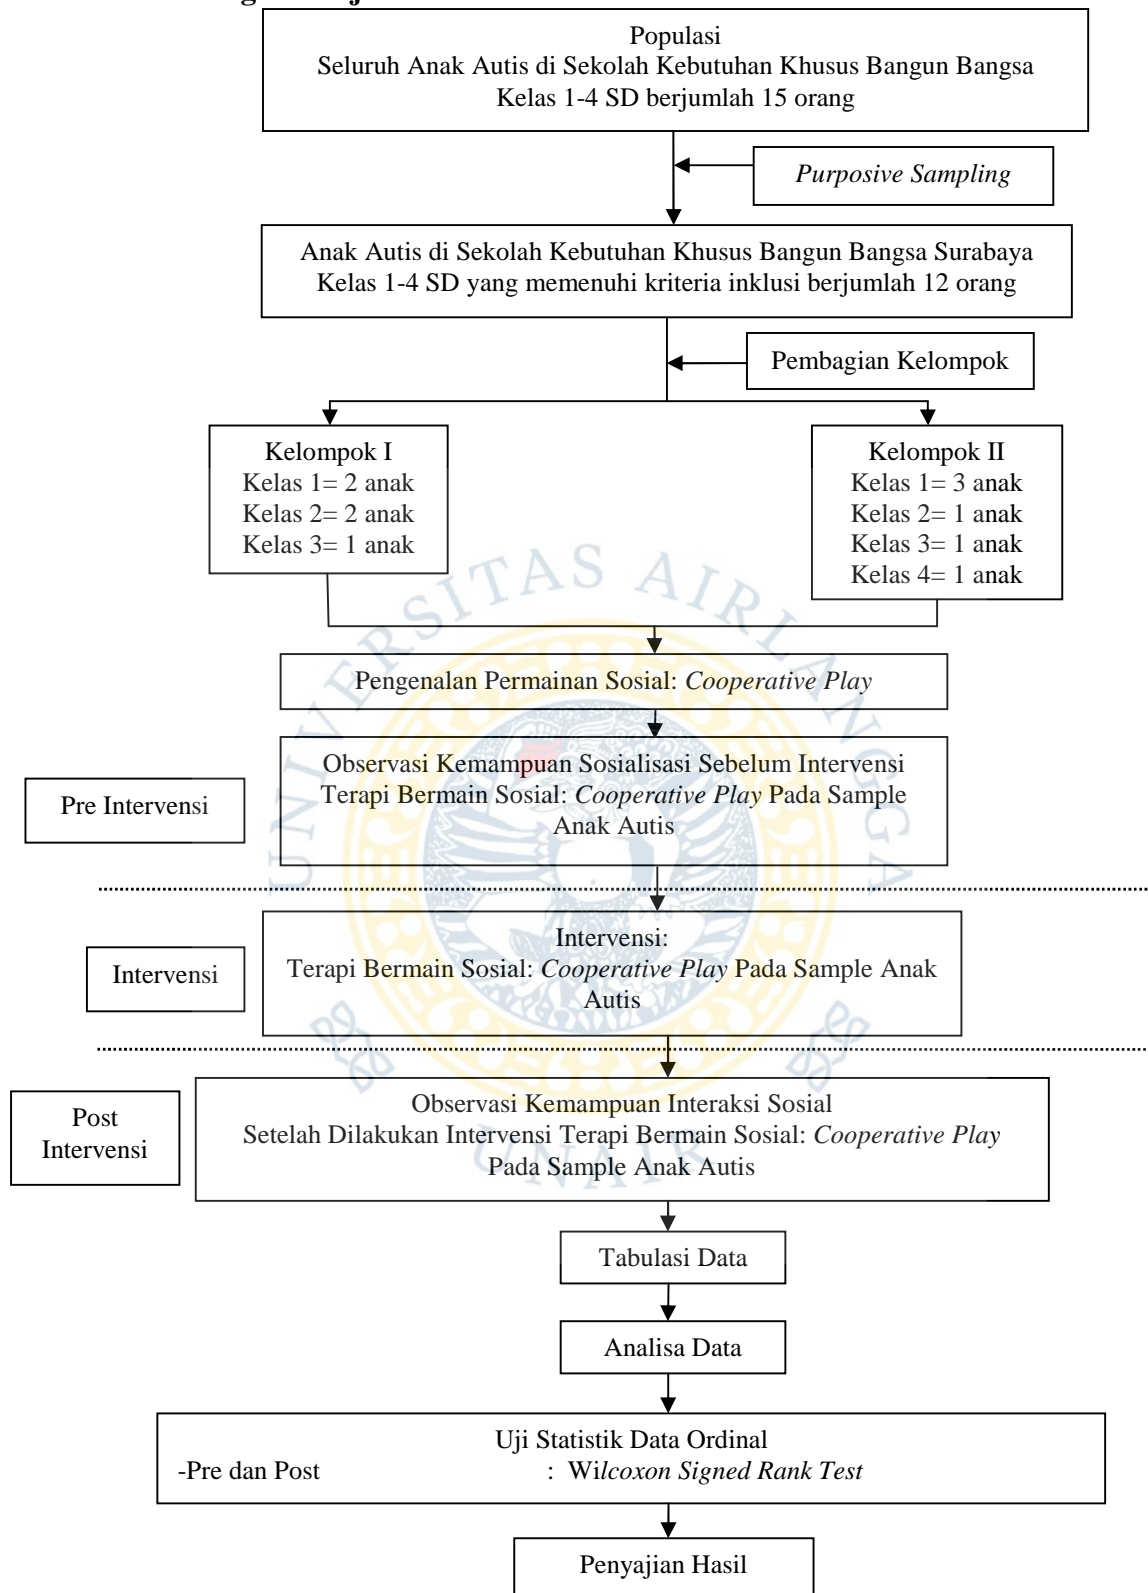 Populasi
Seluruh Anak Autis di Sekolah Kebutuhan Khusus Bangun Bangsa
Kelas 1-4 SD berjumlah 15 orang
Purposive Sampling
Anak Autis di Sekolah Kebutuhan Khusus Bangun Bangsa Surabaya
Kelas 1-4 SD yang memenuhi kriteria inklusi berjumlah 12 orang
Pembagian Kelompok
Kelompok I
Kelas 1= 2 anak
Kelas 2= 2 anak
Kelas 3= 1 anak
Kelompok II
Kelas 1= 3 anak
Kelas 2= 1 anak
Kelas 3= 1 anak
Kelas 4= 1 anak
UNIVERSITAS AIRLANGGA
Pengenalan Permainan Sosial: Cooperative Play
Pre Intervensi
Observasi Kemampuan Sosialisasi Sebelum Intervensi
Terapi Bermain Sosial: Cooperative Play Pada Sample
Anak Autis
Intervensi
Intervensi:
Terapi Bermain Sosial: Cooperative Play Pada Sample Anak
Autis
Post
Intervensi
Observasi Kemampuan Interaksi Sosial
Setelah Dilakukan Intervensi Terapi Bermain Sosial: Cooperative Play
Pada Sample Anak Autis
UNAIR
Tabulasi Data
Analisa Data
Uji Statistik Data Ordinal
-Pre dan Post : Wilcoxon Signed Rank Test
Penyajian Hasil